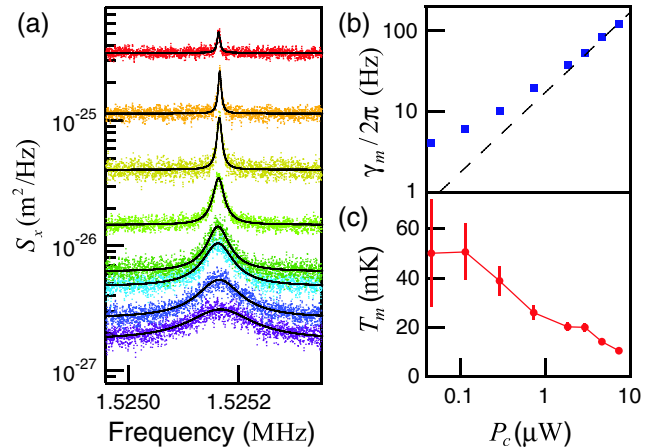 (a)
S_x (m²/Hz)
10⁻²⁵
10⁻²⁶
10⁻²⁷
1.5250
1.5252
Frequency (MHz)
(b)
γ_m/2π (Hz)
100
10
1
(c)
T_m (mK)
60
40
20
0
0.1
1
10
P_c (μW)